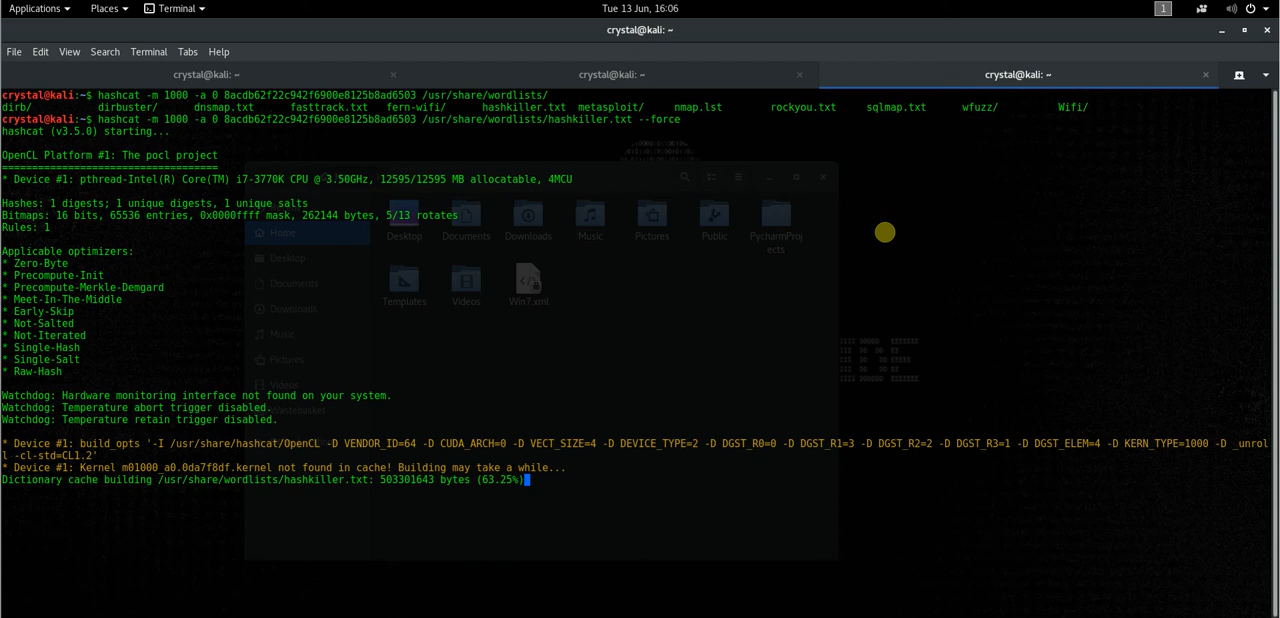 Applications Places Terminal Tue 13 Jun, 16:06 1
crystal@kali: ~
File Edit View Search Terminal Tabs Help
crystal@kali: ~ crystal@kali: ~ crystal@kali: ~
crystal@kali:~$ hashcat -m 1000 -a 0 8acdb62f22c942f6900e8125b8ad6503 /usr/share/wordlists/
dirb/ dirbuster/ dnsmap.txt fasttrack.txt fern-wifi/ hashkiller.txt metasploit/ nmap.lst rockyou.txt sqlmap.txt wfuzz/ Wifi/
crystal@kali:~$ hashcat -m 1000 -a 0 8acdb62f22c942f6900e8125b8ad6503 /usr/share/wordlists/hashkiller.txt --force
hashcat (v3.5.0) starting...
OpenCL Platform #1: The pocl project
====================================
* Device #1: pthread-Intel(R) Core(TM) i7-3770K CPU @ 3.50GHz, 12595/12595 MB allocatable, 4MCU
Hashes: 1 digests; 1 unique digests, 1 unique salts
Bitmaps: 16 bits, 65536 entries, 0x0000ffff mask, 262144 bytes, 5/13 rotates
Rules: 1
Applicable optimizers:
* Zero-Byte
* Precompute-Init
* Precompute-Merkle-Demgard
* Meet-In-The-Middle
* Early-Skip
* Not-Salted
* Not-Iterated
* Single-Hash
* Single-Salt
* Raw-Hash
Watchdog: Hardware monitoring interface not found on your system.
Watchdog: Temperature abort trigger disabled.
Watchdog: Temperature retain trigger disabled.
* Device #1: build_opts '-I /usr/share/hashcat/OpenCL -D VENDOR_ID=64 -D CUDA_ARCH=0 -D VECT_SIZE=4 -D DEVICE_TYPE=2 -D DGST_R0=0 -D DGST_R1=3 -D DGST_R2=2 -D DGST_R3=1 -D DGST_ELEM=4 -D KERN_TYPE=1000 -D _unrol
l -cl-std=CL1.2'
* Device #1: Kernel m01000_a0.0da7f8df.kernel not found in cache! Building may take a while...
Dictionary cache building /usr/share/wordlists/hashkiller.txt: 503301643 bytes (63.25%)
Home
Desktop
Documents
Downloads
Music
Pictures
Videos
Wastebasket
Desktop Documents Downloads Music Pictures Public PycharmProj
ects
Templates Videos Win7.xml